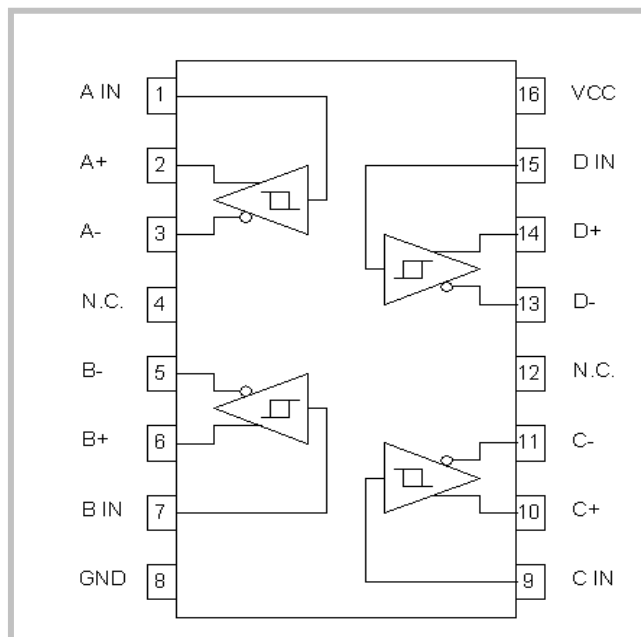 A IN 1 16 VCC
A+ 2 15 D IN
A- 3 14 D+
N.C. 4 13 D-
B- 5 12 N.C.
B+ 6 11 C-
B IN 7 10 C+
GND 8 9 C IN